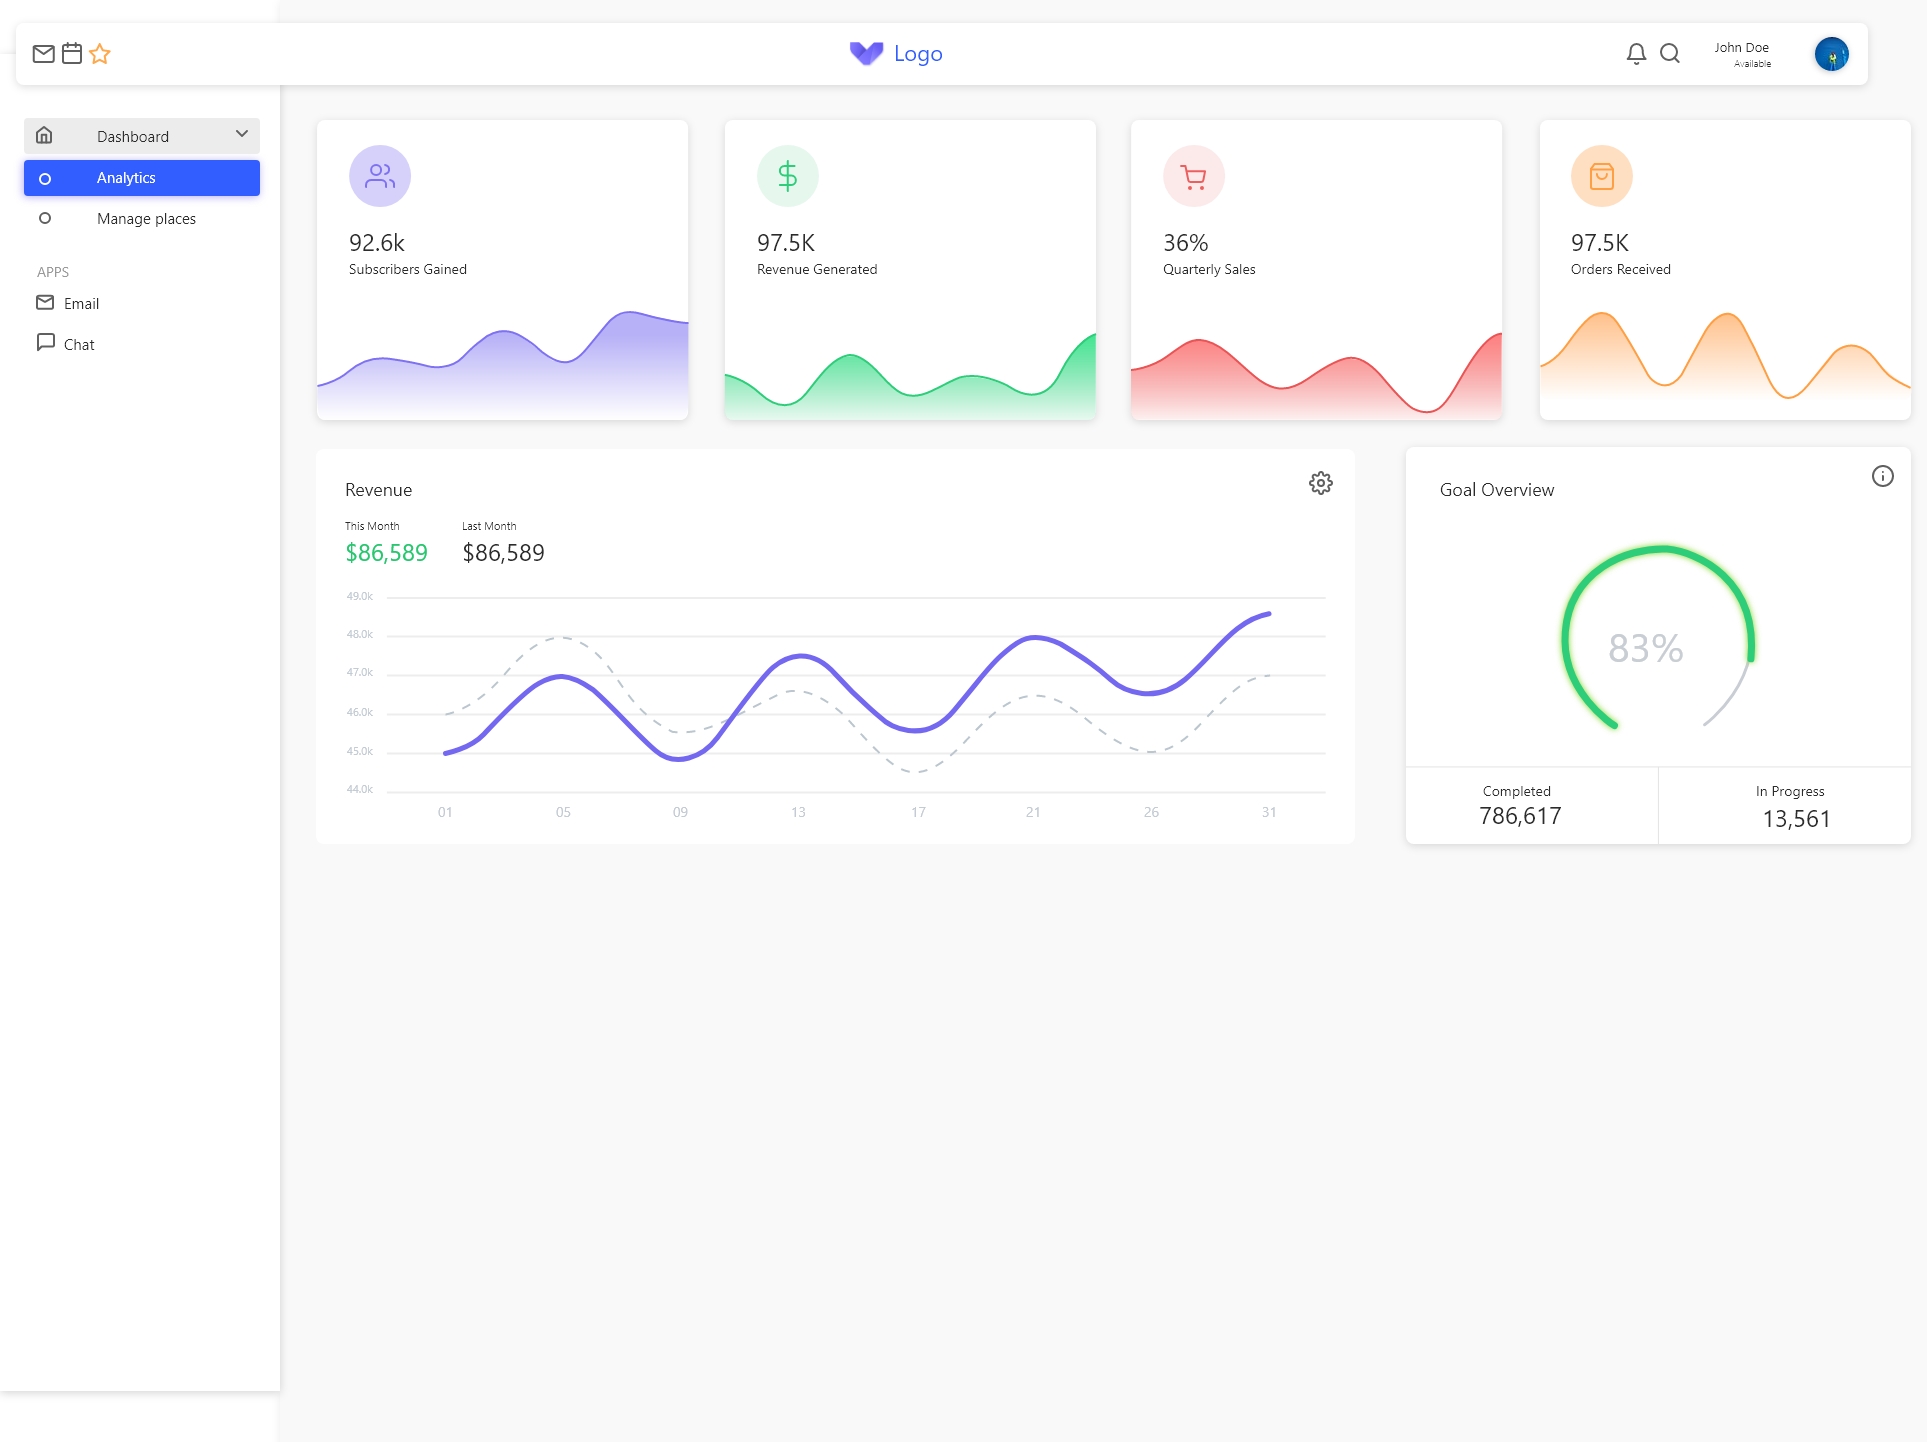 Logo
John Doe
Available
Dashboard
Analytics
Manage places
APPS
Email
Chat
92.6k
Subscribers Gained
97.5K
Revenue Generated
36%
Quarterly Sales
97.5K
Orders Received
Revenue
This Month
Last Month
$86,589
$86,589
49.0k
48.0k
47.0k
46.0k
45.0k
44.0k
01 05 09 13 17 21 26 31
Goal Overview
83%
Completed
786,617
In Progress
13,561